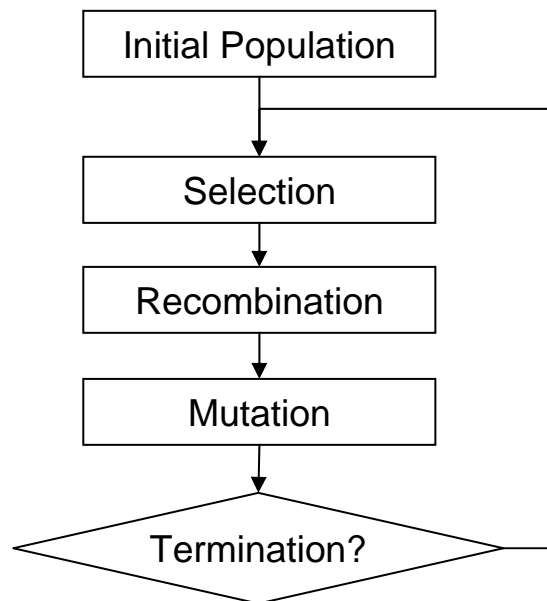 Initial Population
Selection
Recombination
Mutation
Termination?